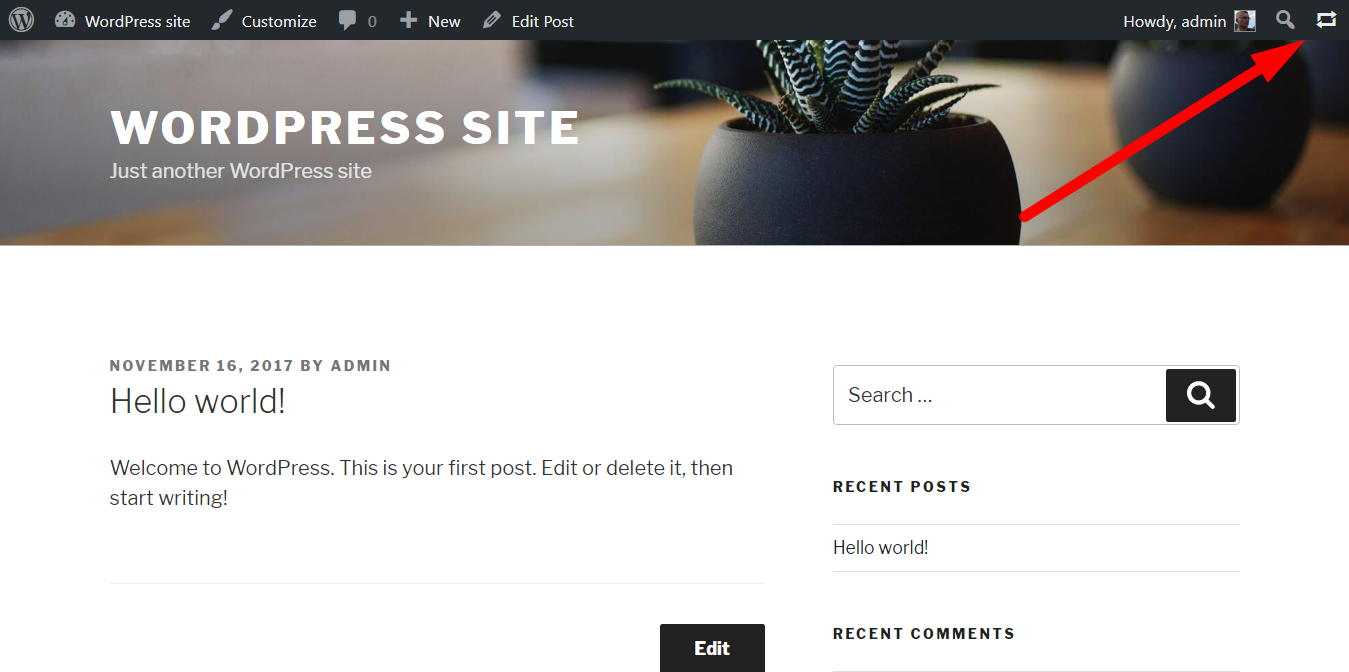 WordPress site Customize 0 New Edit Post Howdy, admin
WORDPRESS SITE
Just another WordPress site
NOVEMBER 16, 2017 BY ADMIN
Hello world!
Welcome to WordPress. This is your first post. Edit or delete it, then
start writing!
Edit
Search …
RECENT POSTS
Hello world!
RECENT COMMENTS